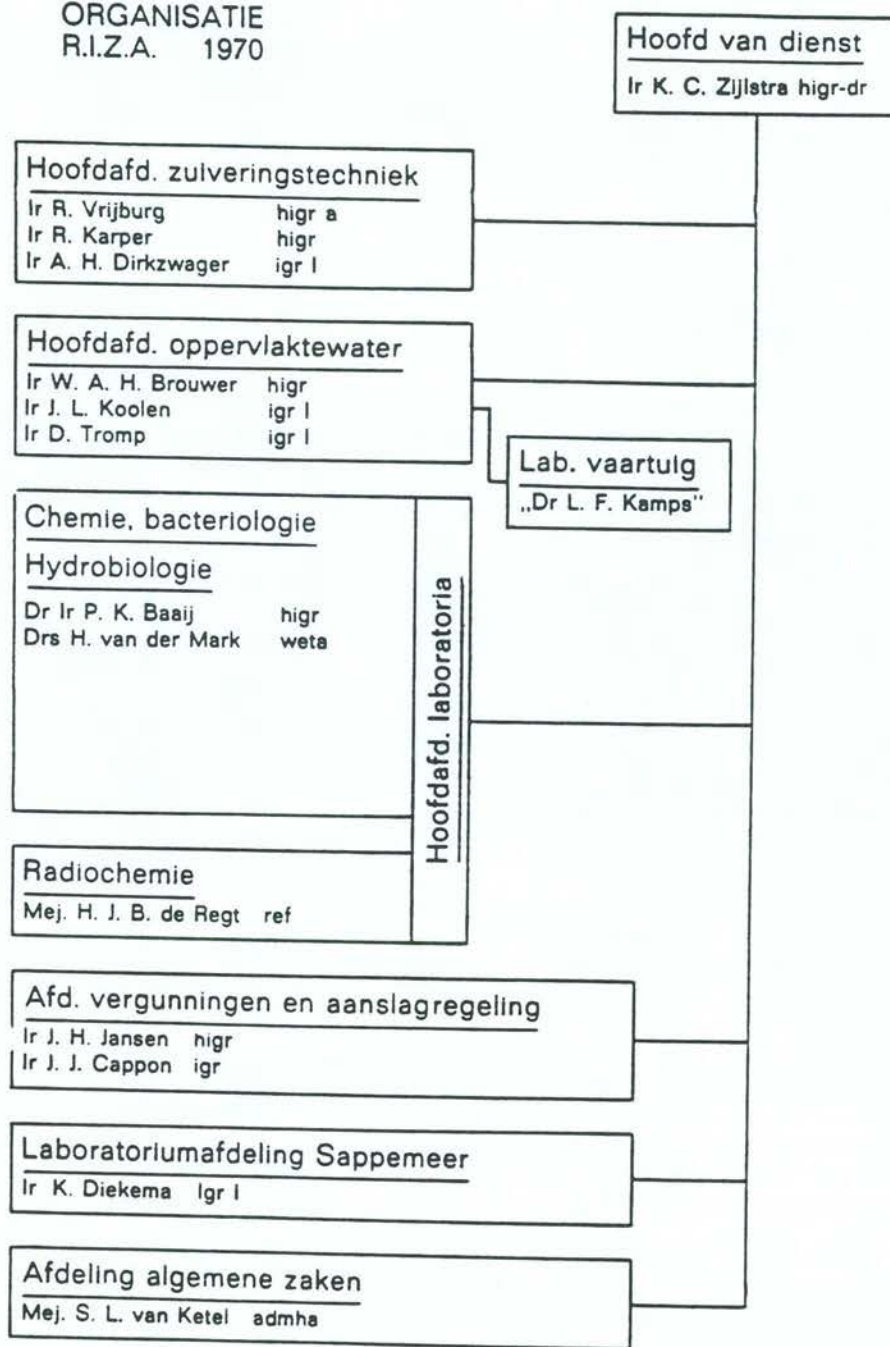 ORGANISATIE
R.I.Z.A. 1970
Hoofd van dienst
Ir K. C. Zijlstra higr-dr
Hoofdafd. zuiveringstechniek
Ir R. Vrijburg higr a
Ir R. Karper higr
Ir A. H. Dirkzwager igr I
Hoofdafd. oppervlaktewater
Ir W. A. H. Brouwer higr
Ir J. L. Koolen igr I
Ir D. Tromp igr I
Lab. vaartuig
„Dr L. F. Kamps"
Chemie, bacteriologie
Hydrobiologie
Dr Ir P. K. Baaij higr
Drs H. van der Mark weta
Hoofdafd. laboratoria
Radiochemie
Mej. H. J. B. de Regt ref
Afd. vergunningen en aanslagregeling
Ir J. H. Jansen higr
Ir J. J. Cappon igr
Laboratoriumafdeling Sappemeer
Ir K. Diekema Igr I
Afdeling algemene zaken
Mej. S. L. van Ketel admha